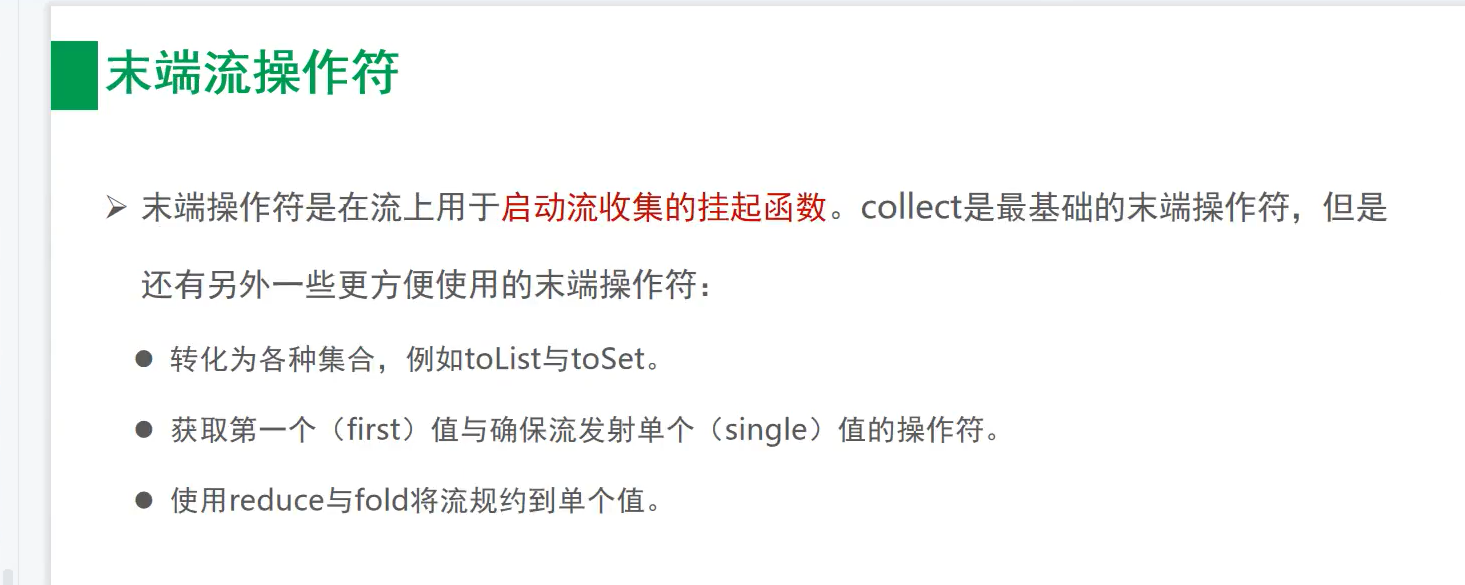 末端流操作符
末端操作符是在流上用于启动流收集的挂起函数。collect是最基础的末端操作符，但是
还有另外一些更方便使用的末端操作符：
转化为各种集合，例如toList与toSet。
获取第一个（first）值与确保流发射单个（single）值的操作符。
使用reduce与fold将流规约到单个值。